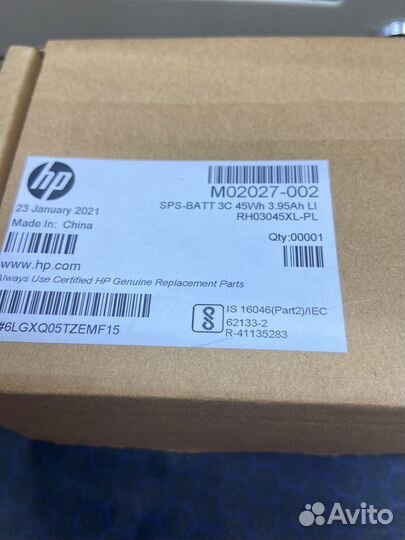 hp
M02027-002
SPS-BATT 3C 45Wh 3.95Ah LI
RH03045XL-PL
23 January 2021
Made In: China
Qty:00001
www.hp.com
Always Use Certified HP Genuine Replacement Parts
IS 16046(Part2)/IEC
62133-2
R-41135283
#6LGXQ05TZEMF15
Avito